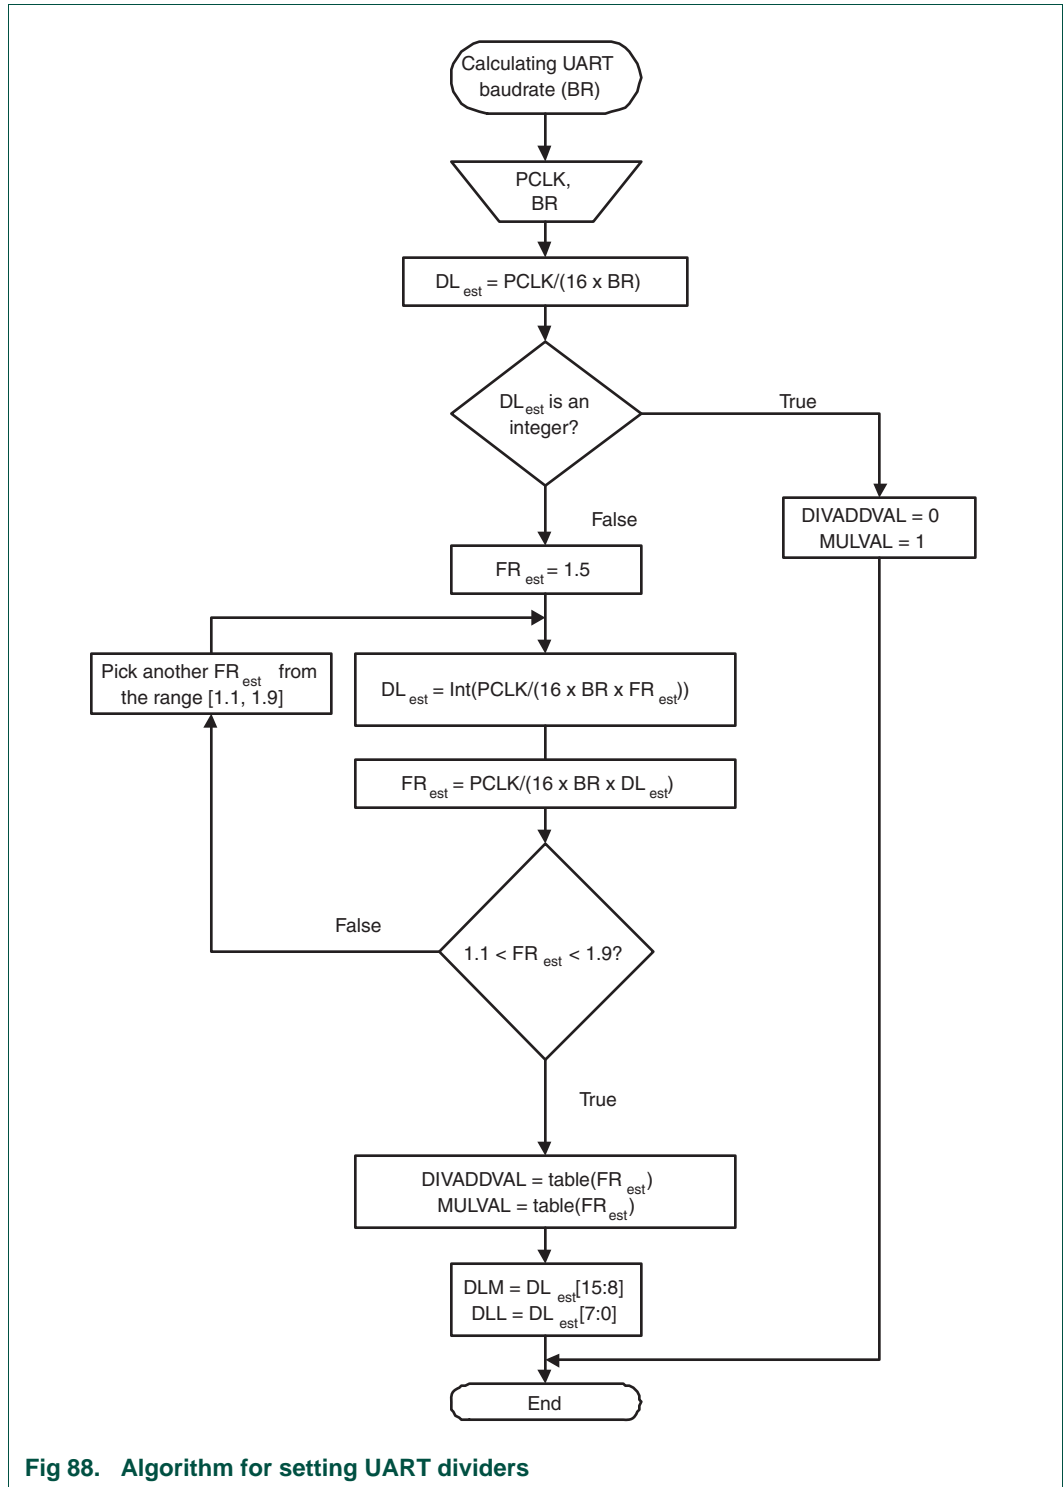 Calculating UART
baudrate (BR)
PCLK,
BR
DL est = PCLK/(16 x BR)
DL est is an
integer?
True
False
DIVADDVAL = 0
MULVAL = 1
FR est = 1.5
Pick another FR est from
the range [1.1, 1.9]
DL est = Int(PCLK/(16 x BR x FR est))
FR est = PCLK/(16 x BR x DL est)
False
1.1 < FR est < 1.9?
True
DIVADDVAL = table(FR est)
MULVAL = table(FR est)
DLM = DL est[15:8]
DLL = DL est [7:0]
End
Fig 88. Algorithm for setting UART dividers